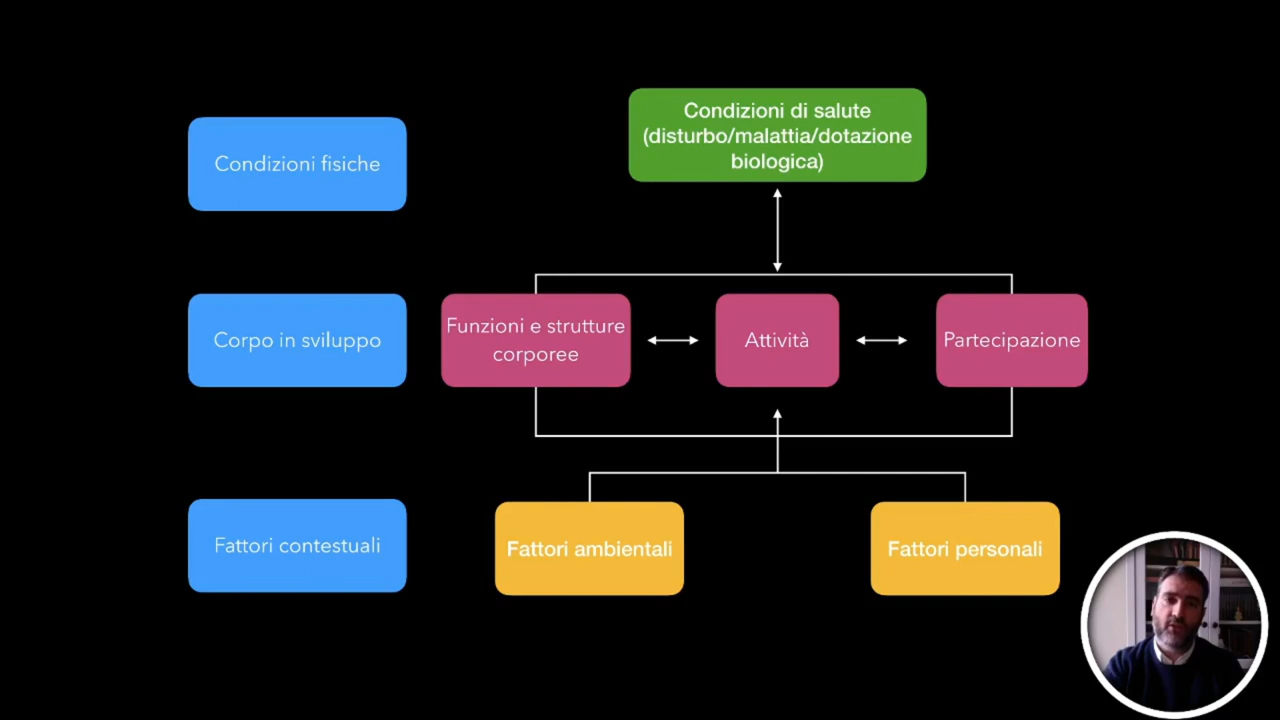 Condizioni fisiche
Condizioni di salute
(disturbo/malattia/dotazione
biologica)
Corpo in sviluppo
Funzioni e strutture
corporee
Attività
Partecipazione
Fattori contestuali
Fattori ambientali
Fattori personali